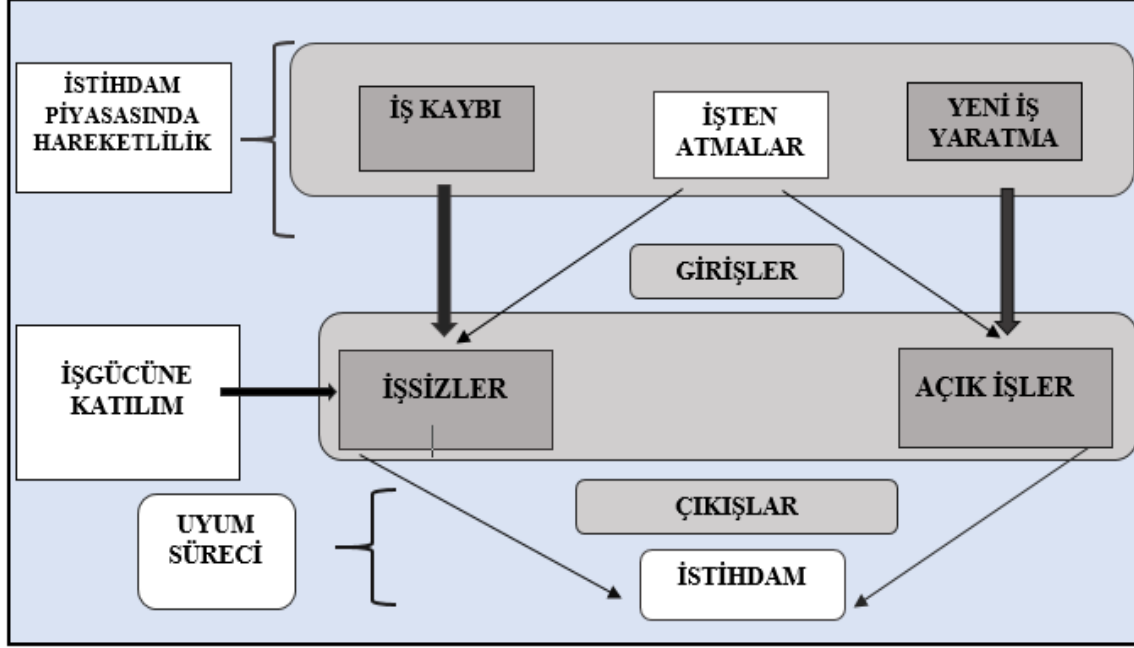 İSTİHDAM
PİYASASINDA
HAREKETLİLİK
İŞ KAYBI
İŞTEN
ATMALAR
YENİ İŞ
YARATMA
GİRİŞLER
İŞGÜCÜNE
KATILIM
İŞSİZLER
AÇIK İŞLER
UYUM
SÜRECİ
ÇIKIŞLAR
İSTİHDAM